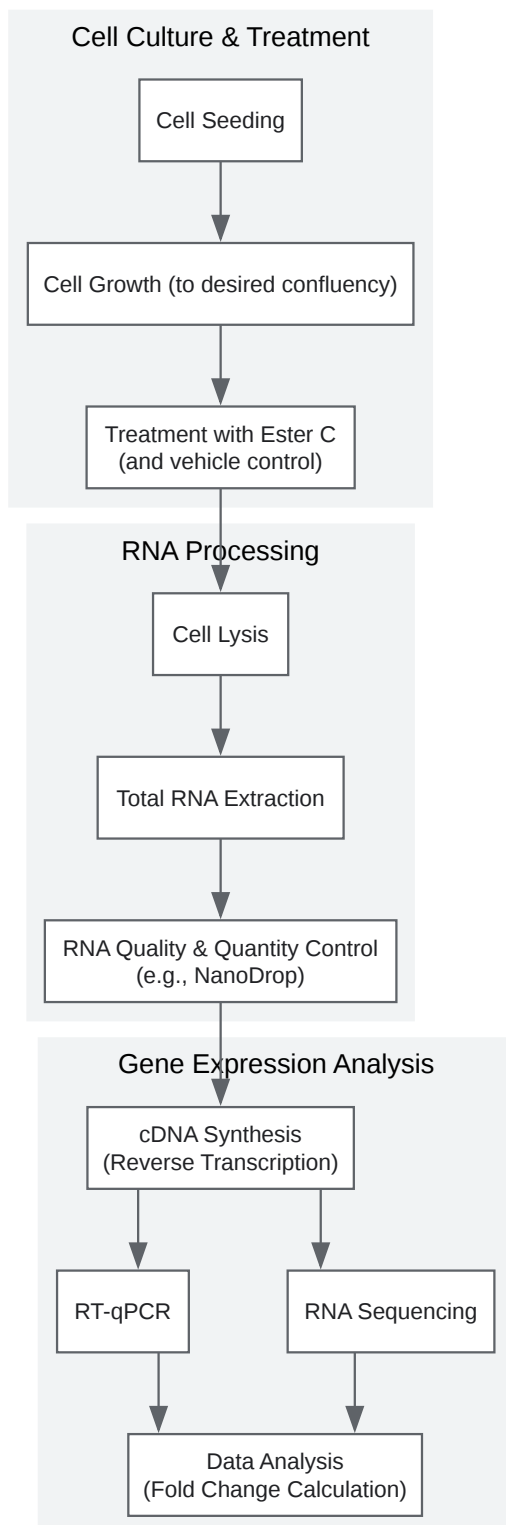 Cell Culture & Treatment
Cell Seeding
Cell Growth (to desired confluency)
Treatment with Ester C
(and vehicle control)
RNA Processing
Cell Lysis
Total RNA Extraction
RNA Quality & Quantity Control
(e.g., NanoDrop)
Gene Expression Analysis
cDNA Synthesis
(Reverse Transcription)
RT-qPCR
RNA Sequencing
Data Analysis
(Fold Change Calculation)